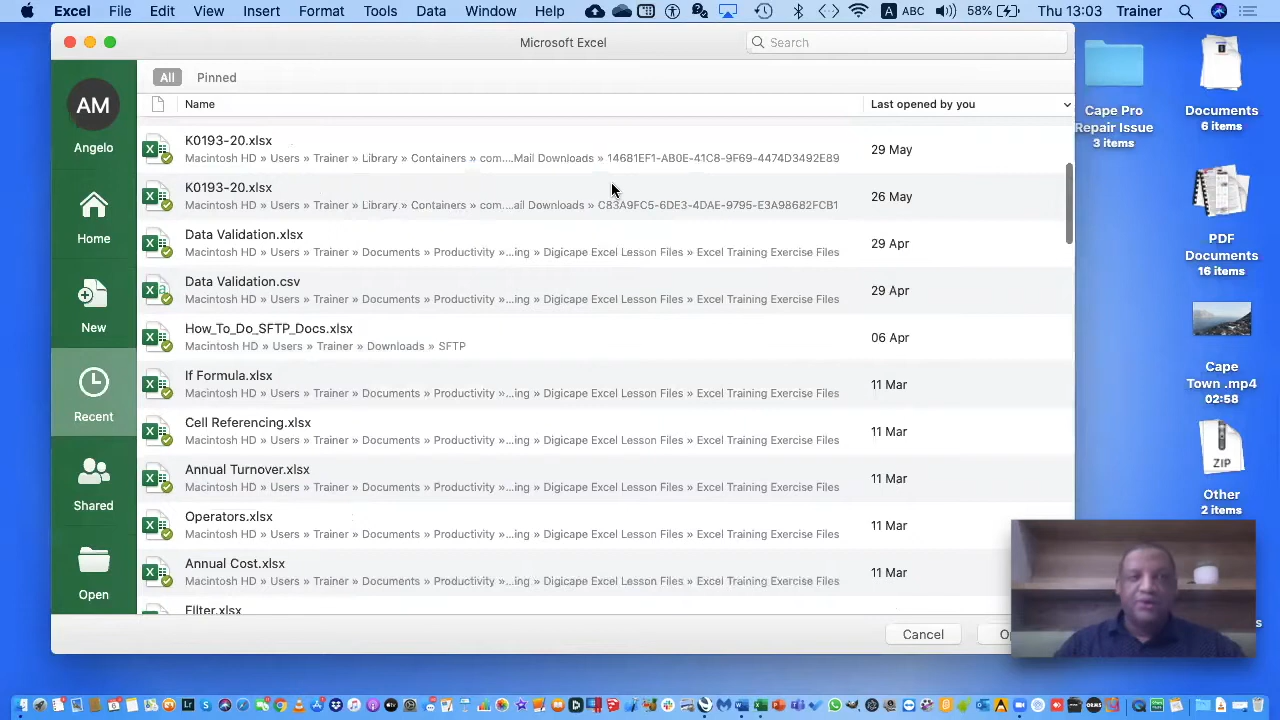 Excel File Edit View Insert Format Tools Data Window Help A ABC 58% Thu 13:03 Trainer
Microsoft Excel
Search
All Pinned
Name Last opened by you
AM
Angelo
Home
New
Recent
Shared
Open
K0193-20.xlsx
Macintosh HD » Users » Trainer » Library » Containers » com...Mail Downloads » 14681EF1-AB0E-41C8-9F69-4474D3492E89
29 May
K0193-20.xlsx
Macintosh HD » Users » Trainer » Library » Containers » com....ail Downloads » C83A9FC5-6DE3-4DAE-9795-E3A98682FCB1
26 May
Data Validation.xlsx
Macintosh HD » Users » Trainer » Documents » Productivity »...ing » Digicape Excel Lesson Files » Excel Training Exercise Files
29 Apr
Data Validation.csv
Macintosh HD » Users » Trainer » Documents » Productivity »...ing » Digicape Excel Lesson Files » Excel Training Exercise Files
29 Apr
How_To_Do_SFTP_Docs.xlsx
Macintosh HD » Users » Trainer » Downloads » SFTP
06 Apr
If Formula.xlsx
Macintosh HD » Users » Trainer » Documents » Productivity »...ing » Digicape Excel Lesson Files » Excel Training Exercise Files
11 Mar
Cell Referencing.xlsx
Macintosh HD » Users » Trainer » Documents » Productivity »...ing » Digicape Excel Lesson Files » Excel Training Exercise Files
11 Mar
Annual Turnover.xlsx
Macintosh HD » Users » Trainer » Documents » Productivity »...ing » Digicape Excel Lesson Files » Excel Training Exercise Files
11 Mar
Operators.xlsx
Macintosh HD » Users » Trainer » Documents » Productivity »...ing » Digicape Excel Lesson Files » Excel Training Exercise Files
11 Mar
Annual Cost.xlsx
Macintosh HD » Users » Trainer » Documents » Productivity »...ing » Digicape Excel Lesson Files » Excel Training Exercise Files
11 Mar
FIlter.xlsx
Cancel
Cape Pro
Repair Issue
3 items
Documents
6 items
PDF
Documents
16 items
Cape
Town .mp4
02:58
ZIP
Other
2 items